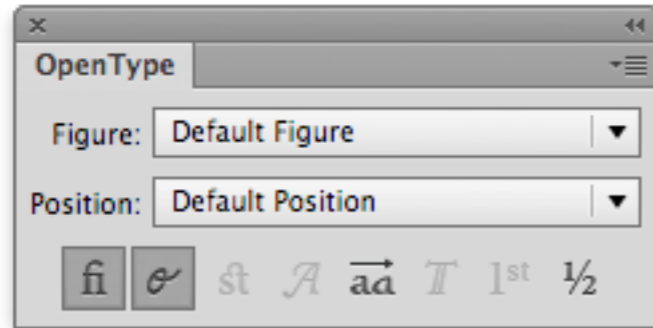 OpenType
Figure: Default Figure
Position: Default Position
fi o st A aa T 1st ½